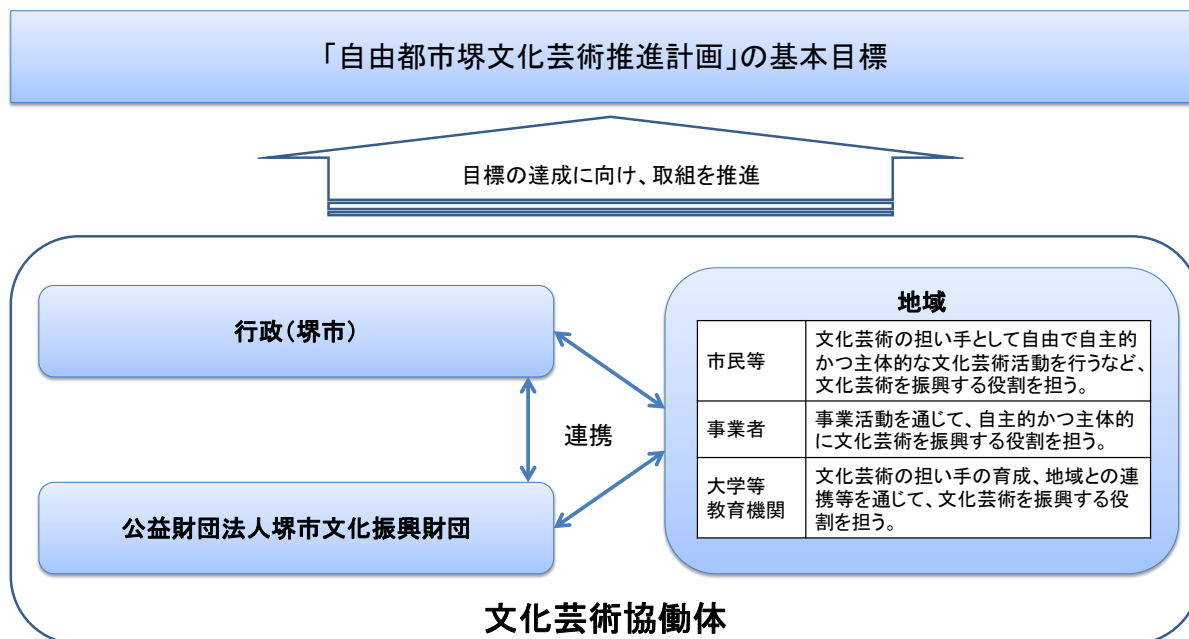 「自由都市堺文化芸術推進計画」の基本目標
目標の達成に向け、取組を推進
行政（堺市）
連携
公益財団法人堺市文化振興財団
地域
市民等
文化芸術の担い手として自由で自主的
かつ主体的な文化芸術活動を行うなど、
文化芸術を振興する役割を担う。
事業者
事業活動を通じて、自主的かつ主体的
に文化芸術を振興する役割を担う。
大学等
教育機関
文化芸術の担い手の育成、地域との連
携等を通じて、文化芸術を振興する役
割を担う。
文化芸術協働体